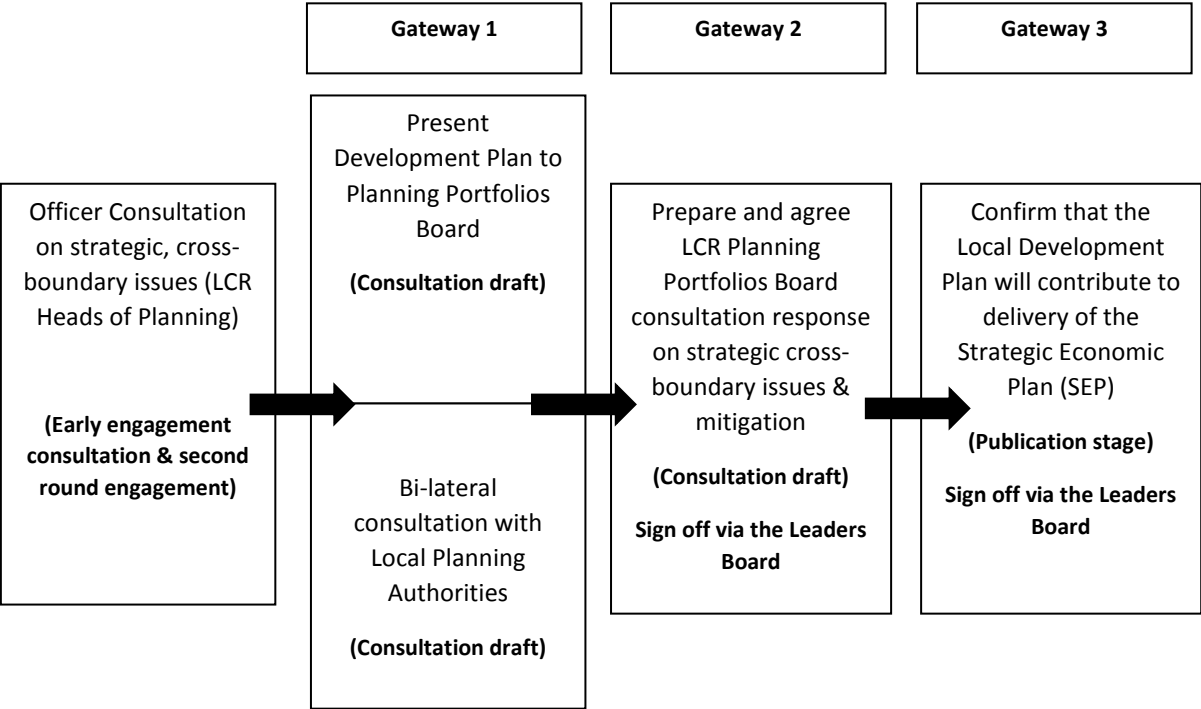 Gateway 1
Gateway 2
Gateway 3
Officer Consultation
on strategic, cross-
boundary issues (LCR
Heads of Planning)
(Early engagement
consultation & second
round engagement)
Present
Development Plan to
Planning Portfolios
Board
(Consultation draft)
Bi-lateral
consultation with
Local Planning
Authorities
(Consultation draft)
Prepare and agree
LCR Planning
Portfolios Board
consultation response
on strategic cross-
boundary issues &
mitigation
(Consultation draft)
Sign off via the Leaders
Board
Confirm that the
Local Development
Plan will contribute to
delivery of the
Strategic Economic
Plan (SEP)
(Publication stage)
Sign off via the Leaders
Board